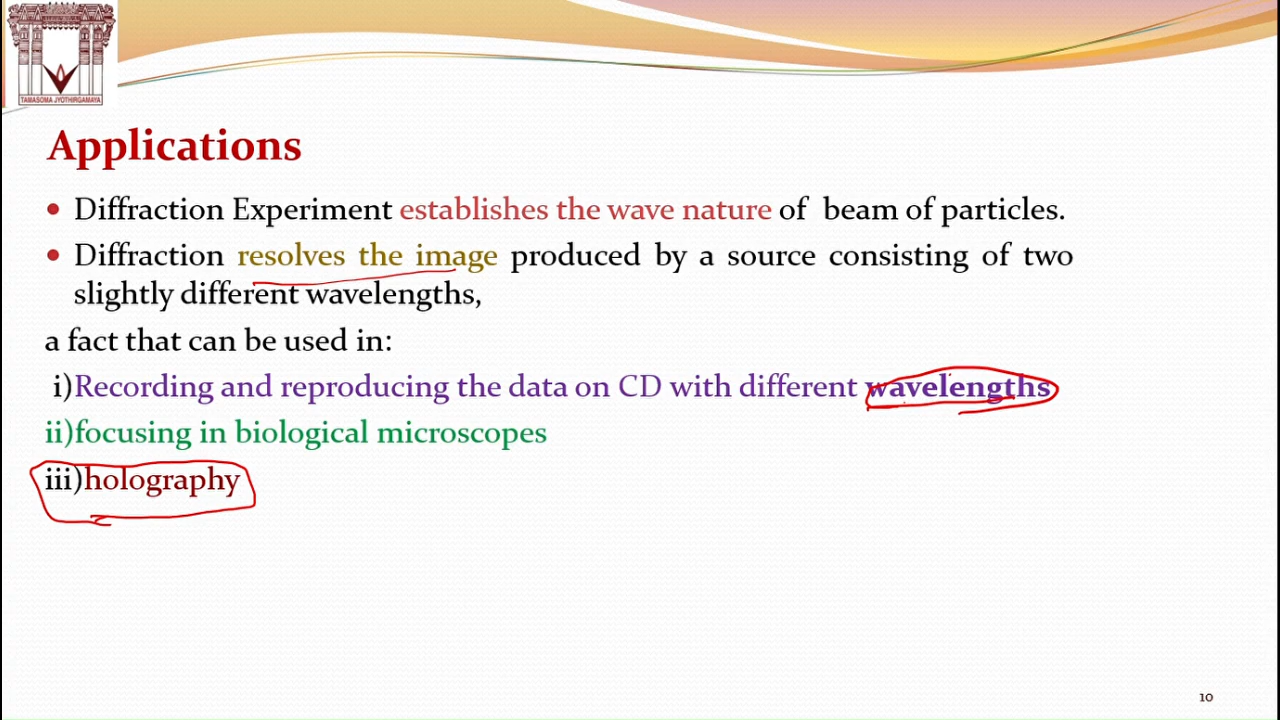 TAMASOMA JYOTHIRGAMAYA
Applications
• Diffraction Experiment establishes the wave nature of beam of particles.
• Diffraction resolves the image produced by a source consisting of two
slightly different wavelengths,
a fact that can be used in:
i)Recording and reproducing the data on CD with different wavelengths
ii)focusing in biological microscopes
iii)holography
10